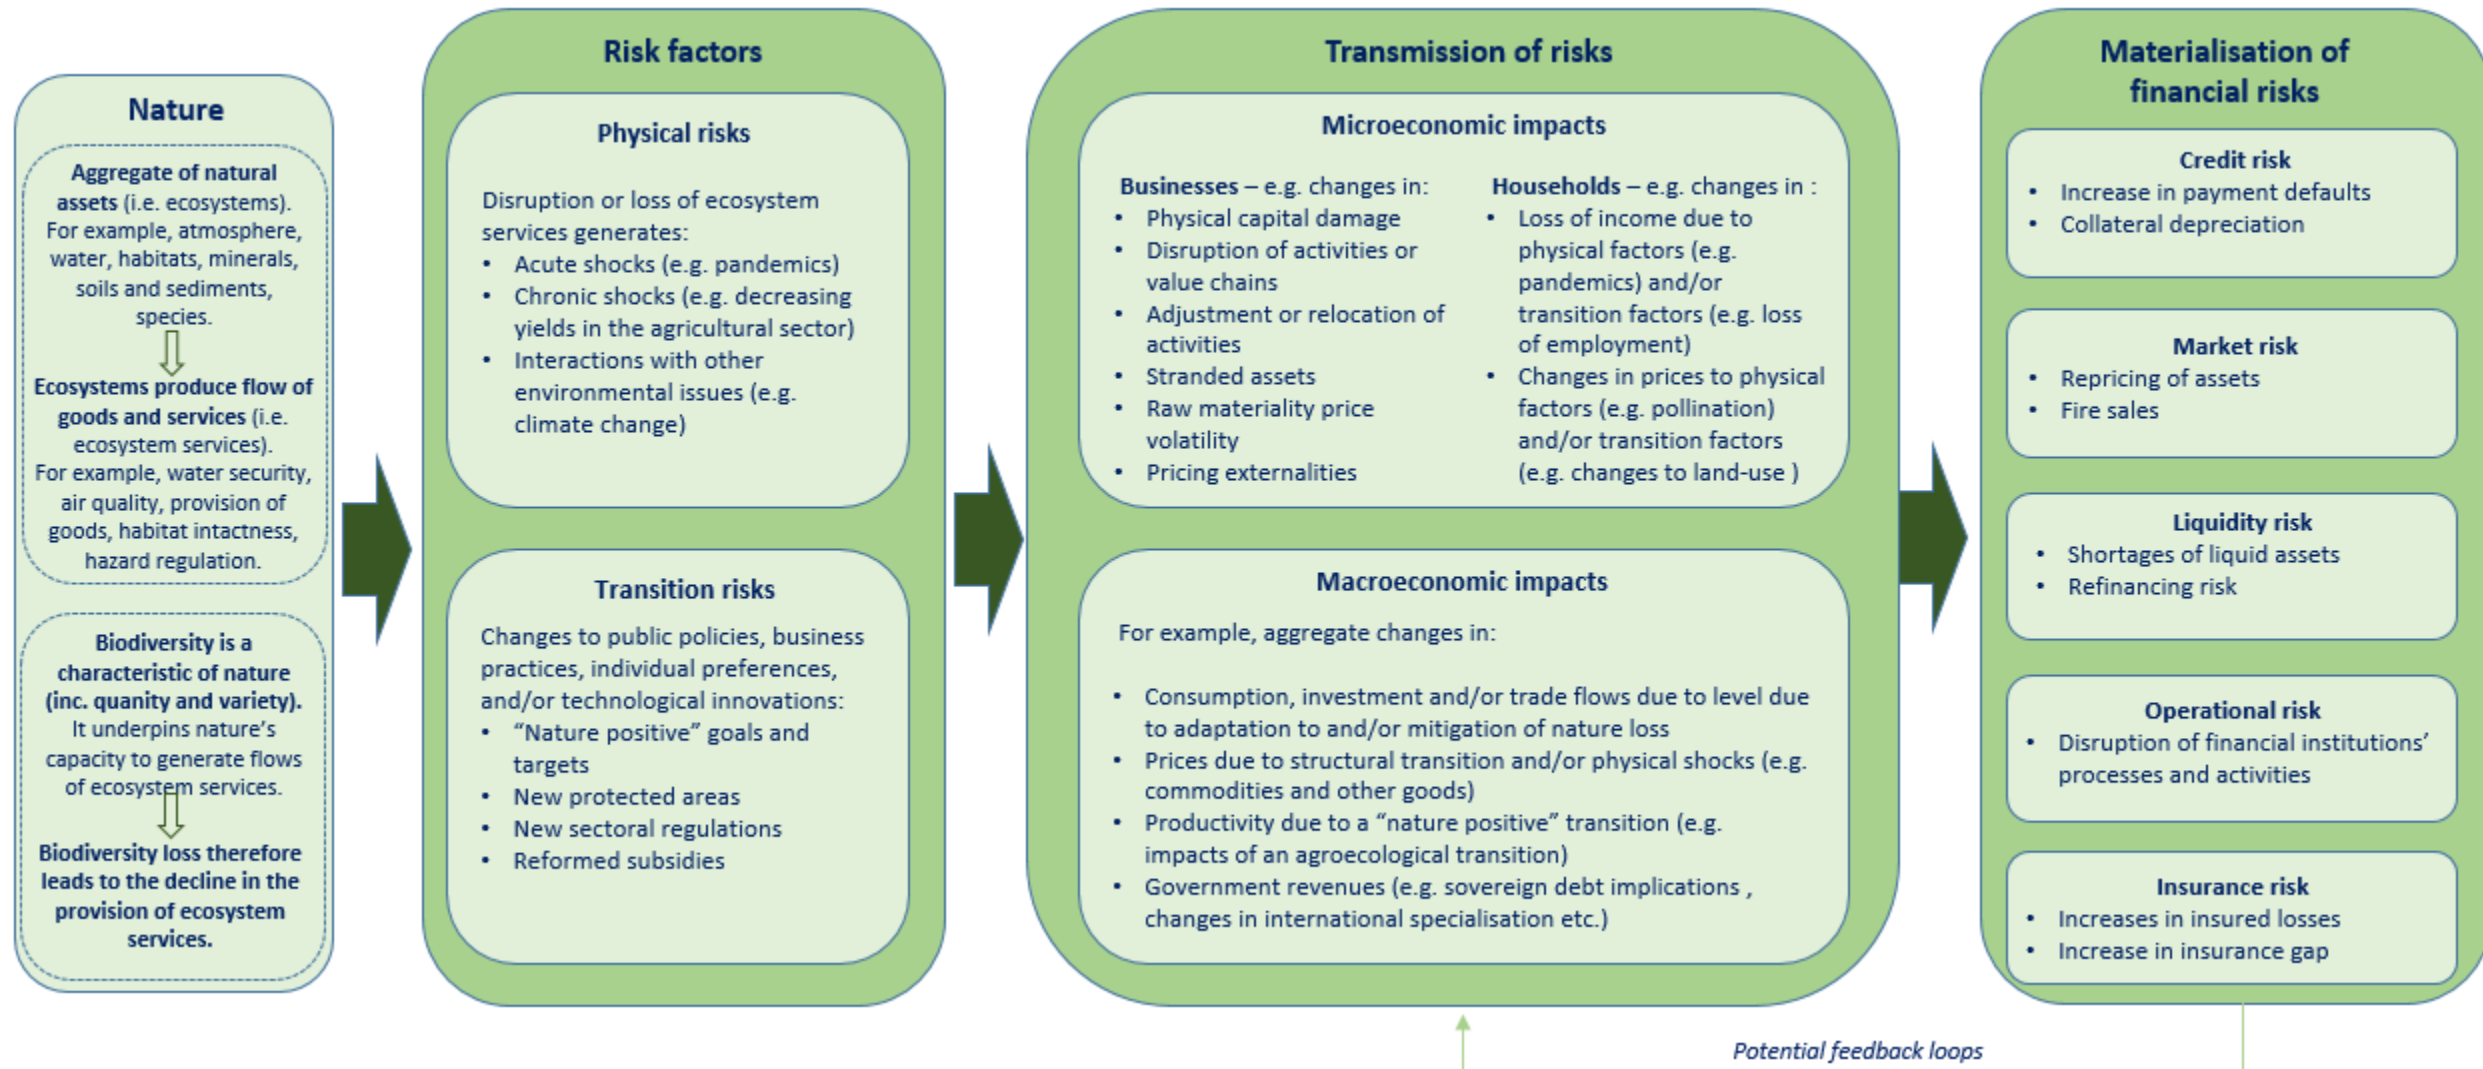 Nature
Aggregate of natural
assets (i.e. ecosystems).
For example, atmosphere,
water, habitats, minerals,
soils and sediments,
species.
Ecosystems produce flow of
goods and services (i.e.
ecosystem services).
For example, water security,
air quality, provision of
goods, habitat intactness,
hazard regulation.
Biodiversity is a
characteristic of nature
(inc. quanity and variety).
It underpins nature's
capacity to generate flows
of ecosystem services.
Biodiversity loss therefore
leads to the decline in the
provision of ecosystem
services.
Risk factors
Physical risks
Disruption or loss of ecosystem
services generates:
• Acute shocks (e.g. pandemics)
• Chronic shocks (e.g. decreasing
yields in the agricultural sector)
• Interactions with other
environmental issues (e.g.
climate change)
Transition risks
Changes to public policies, business
practices, individual preferences,
and/or technological innovations:
• “Nature positive” goals and
targets
• New protected areas
• New sectoral regulations
• Reformed subsidies
Transmission of risks
Microeconomic impacts
Businesses – e.g. changes in:
• Physical capital damage
• Disruption of activities or
value chains
• Adjustment or relocation of
activities
• Stranded assets
• Raw materiality price
volatility
• Pricing externalities
Households – e.g. changes in :
• Loss of income due to
physical factors (e.g.
pandemics) and/or
transition factors (e.g. loss
of employment)
• Changes in prices to physical
factors (e.g. pollination)
and/or transition factors
(e.g. changes to land-use )
Macroeconomic impacts
For example, aggregate changes in:
• Consumption, investment and/or trade flows due to level due
to adaptation to and/or mitigation of nature loss
• Prices due to structural transition and/or physical shocks (e.g.
commodities and other goods)
• Productivity due to a “nature positive” transition (e.g.
impacts of an agroecological transition)
• Government revenues (e.g. sovereign debt implications ,
changes in international specialisation etc.)
Materialisation of
financial risks
Credit risk
• Increase in payment defaults
• Collateral depreciation
Market risk
• Repricing of assets
• Fire sales
Liquidity risk
• Shortages of liquid assets
• Refinancing risk
Operational risk
• Disruption of financial institutions’
processes and activities
Insurance risk
• Increases in insured losses
• Increase in insurance gap
Potential feedback loops